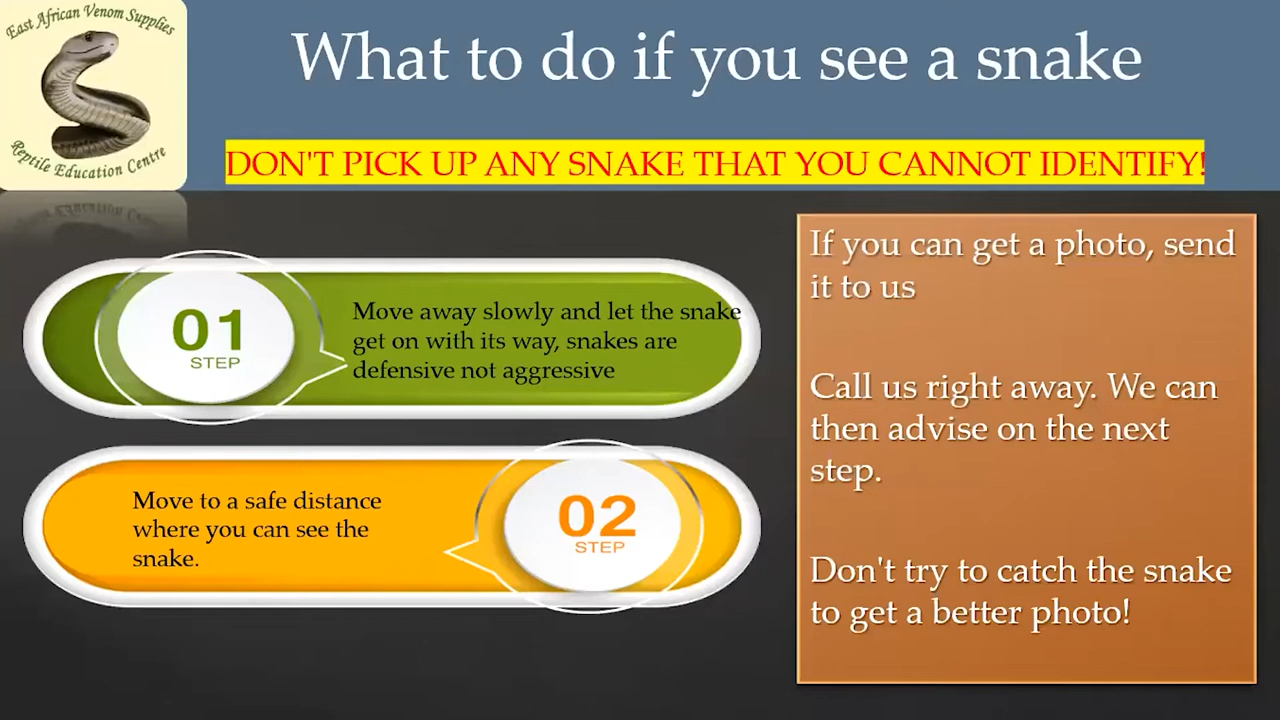 East African Venom Supplies
Reptile Education Centre
What to do if you see a snake
DON'T PICK UP ANY SNAKE THAT YOU CANNOT IDENTIFY!
01
STEP
Move away slowly and let the snake
get on with its way, snakes are
defensive not aggressive
Move to a safe distance
where you can see the
snake.
02
STEP
If you can get a photo, send
it to us
Call us right away. We can
then advise on the next
step.
Don't try to catch the snake
to get a better photo!